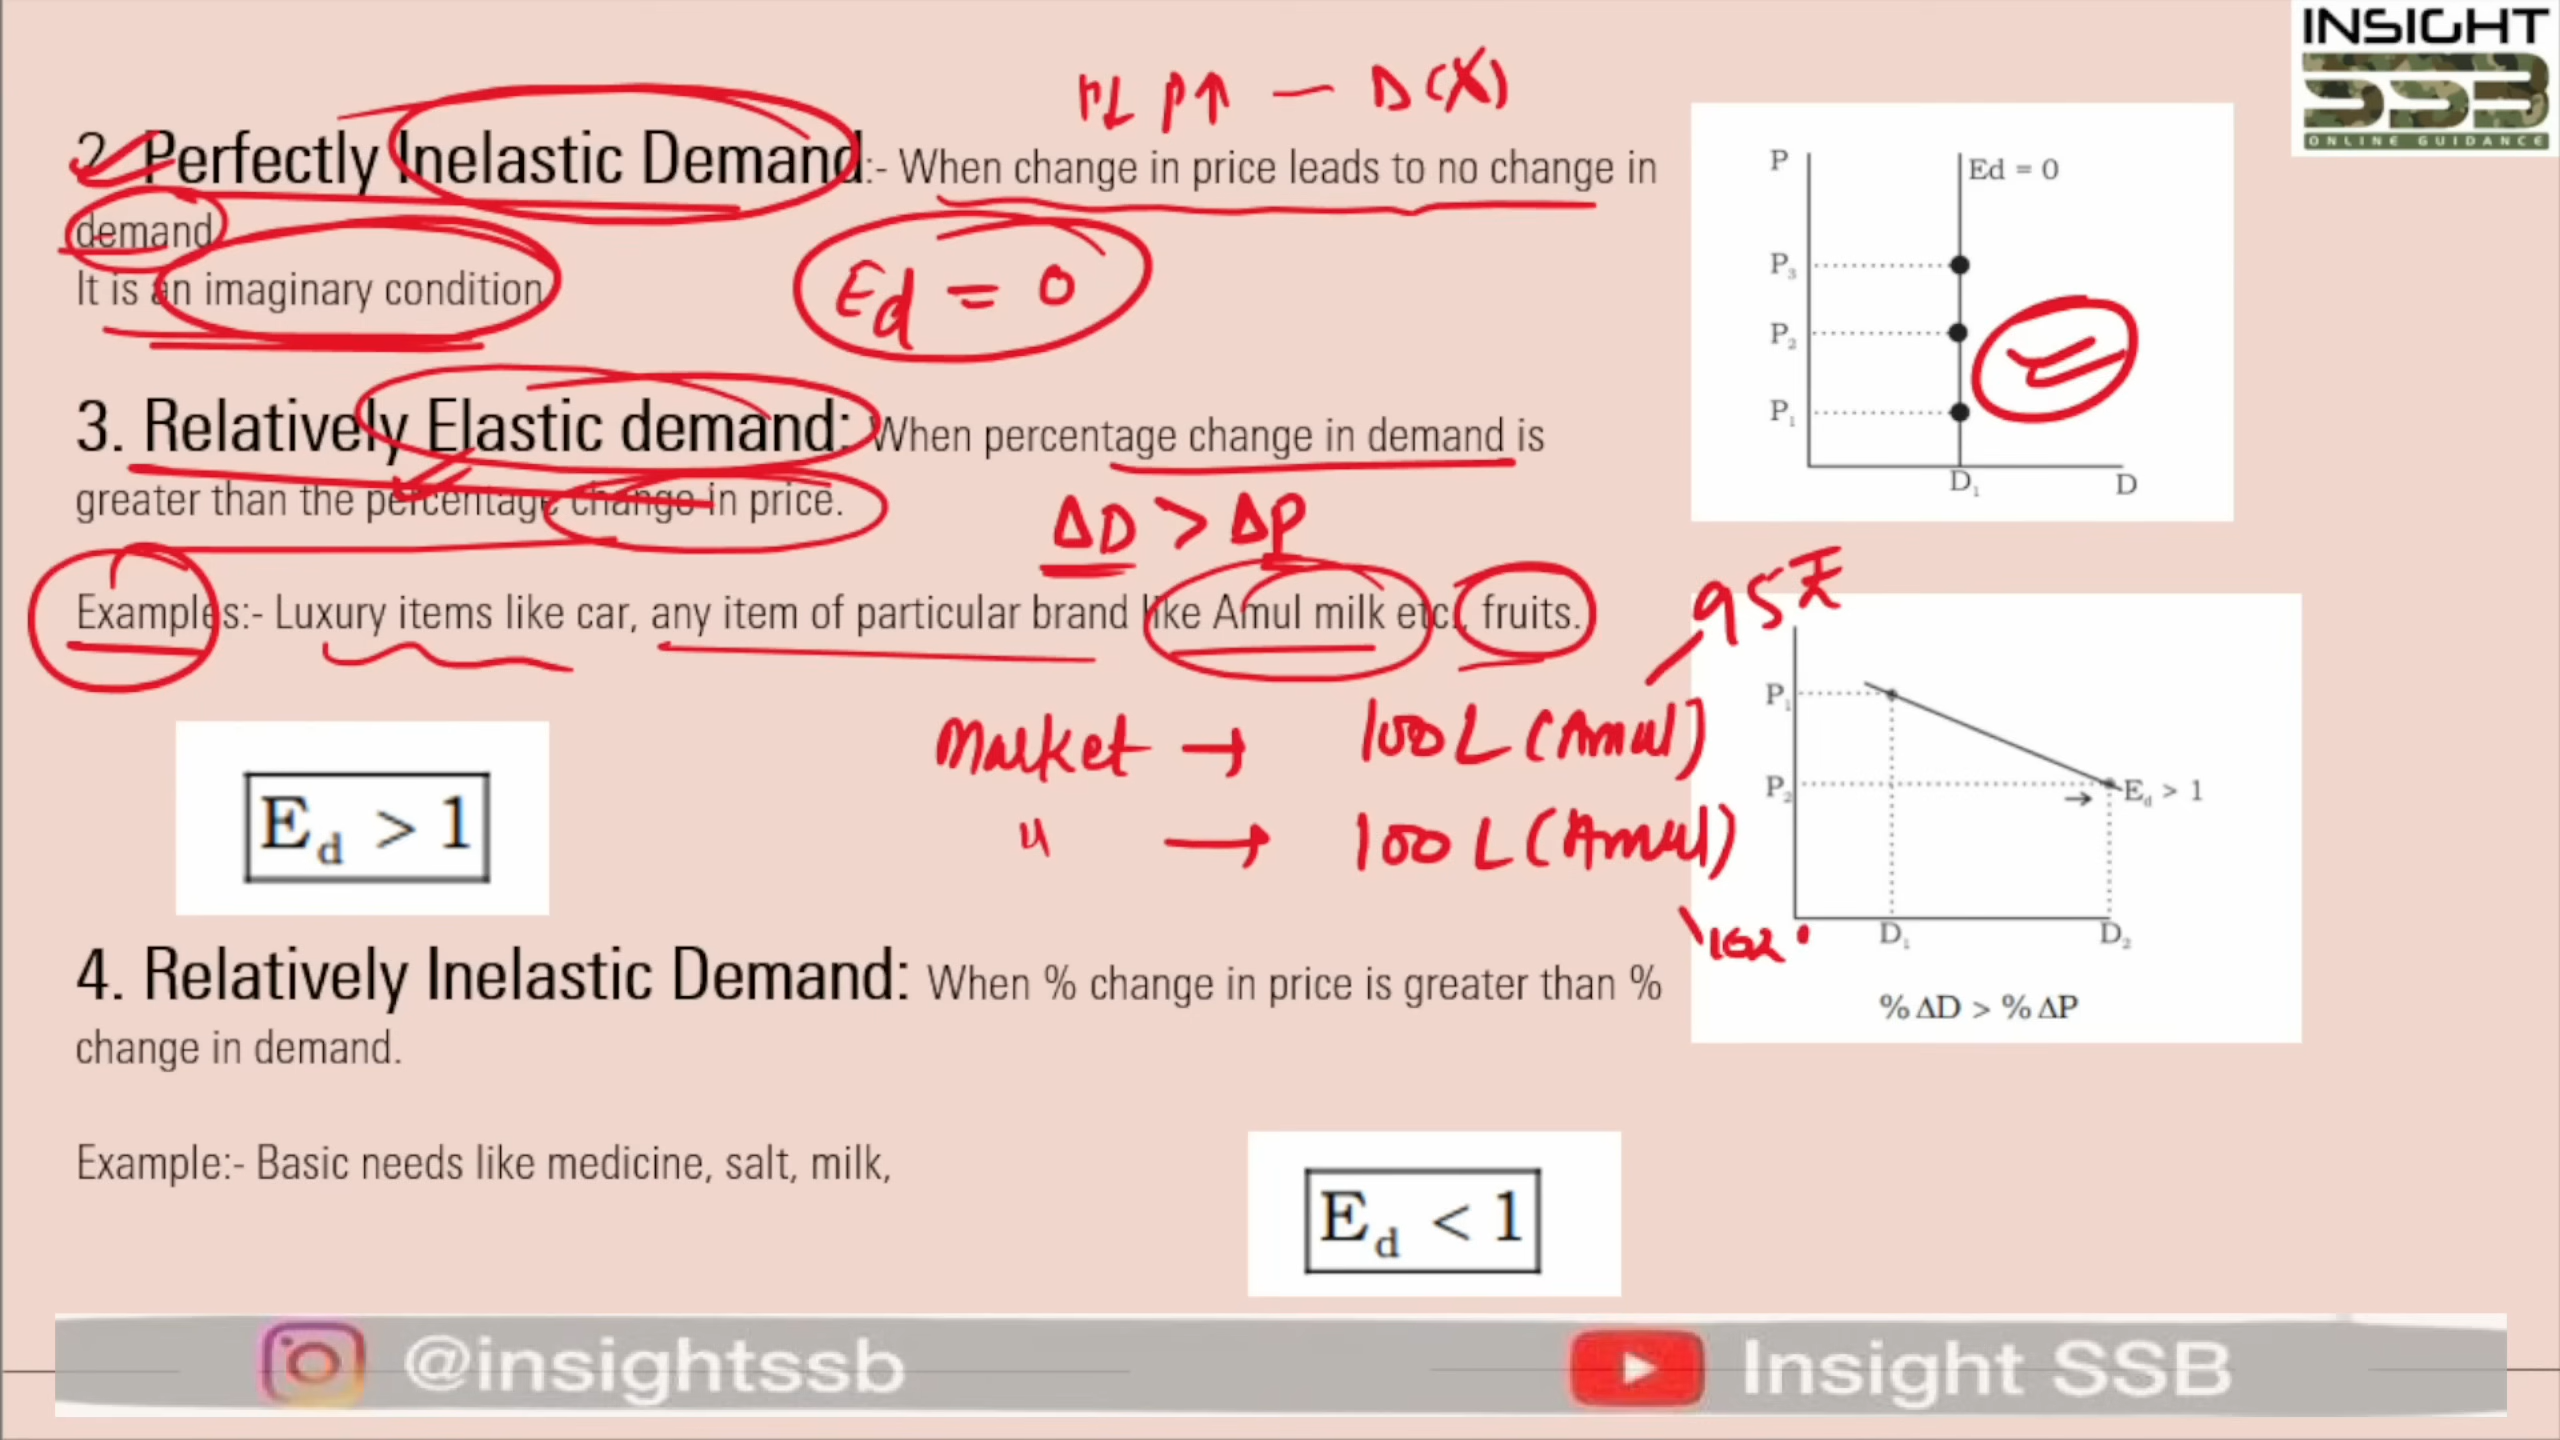 INSIGHT
SSB
ONLINE GUIDANCE
P↑ — D(X)
2. Perfectly Inelastic Demand:- When change in price leads to no change in
demand
It is an imaginary condition
Ed = 0
P
Ed = 0
P3
P2
P1
D1
D
3. Relatively Elastic demand: When percentage change in demand is
greater than the percentage change in price.
ΔD > ΔP
Examples:- Luxury items like car, any item of particular brand like Amul milk etc., fruits.
95₹
Market → 100 L (Amul)
" → 100 L (Amul)
Ed > 1
P1
P2
Ed > 1
D1
D2
%ΔD > %ΔP
4. Relatively Inelastic Demand: When % change in price is greater than %
change in demand.
Example:- Basic needs like medicine, salt, milk,
Ed < 1
@insightssb
Insight SSB